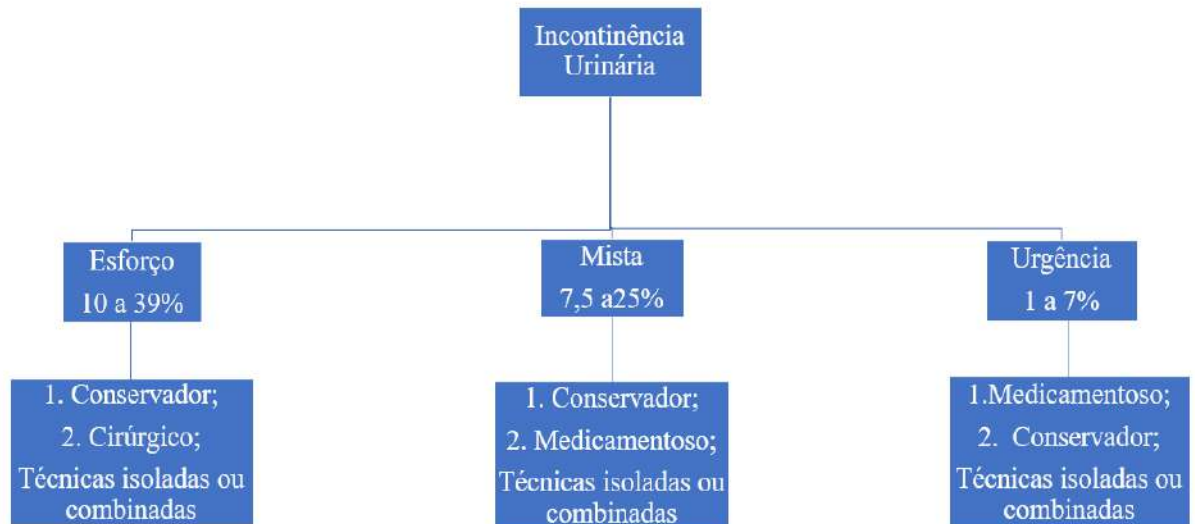 Incontinência
Urinária
Esforço
10 a 39%
Mista
7,5 a25%
Urgência
1 a 7%
1. Conservador;
2. Cirúrgico;
Técnicas isoladas ou
combinadas
1. Conservador;
2. Medicamentoso;
Técnicas isoladas ou
combinadas
1.Medicamentoso;
2. Conservador;
Técnicas isoladas ou
combinadas